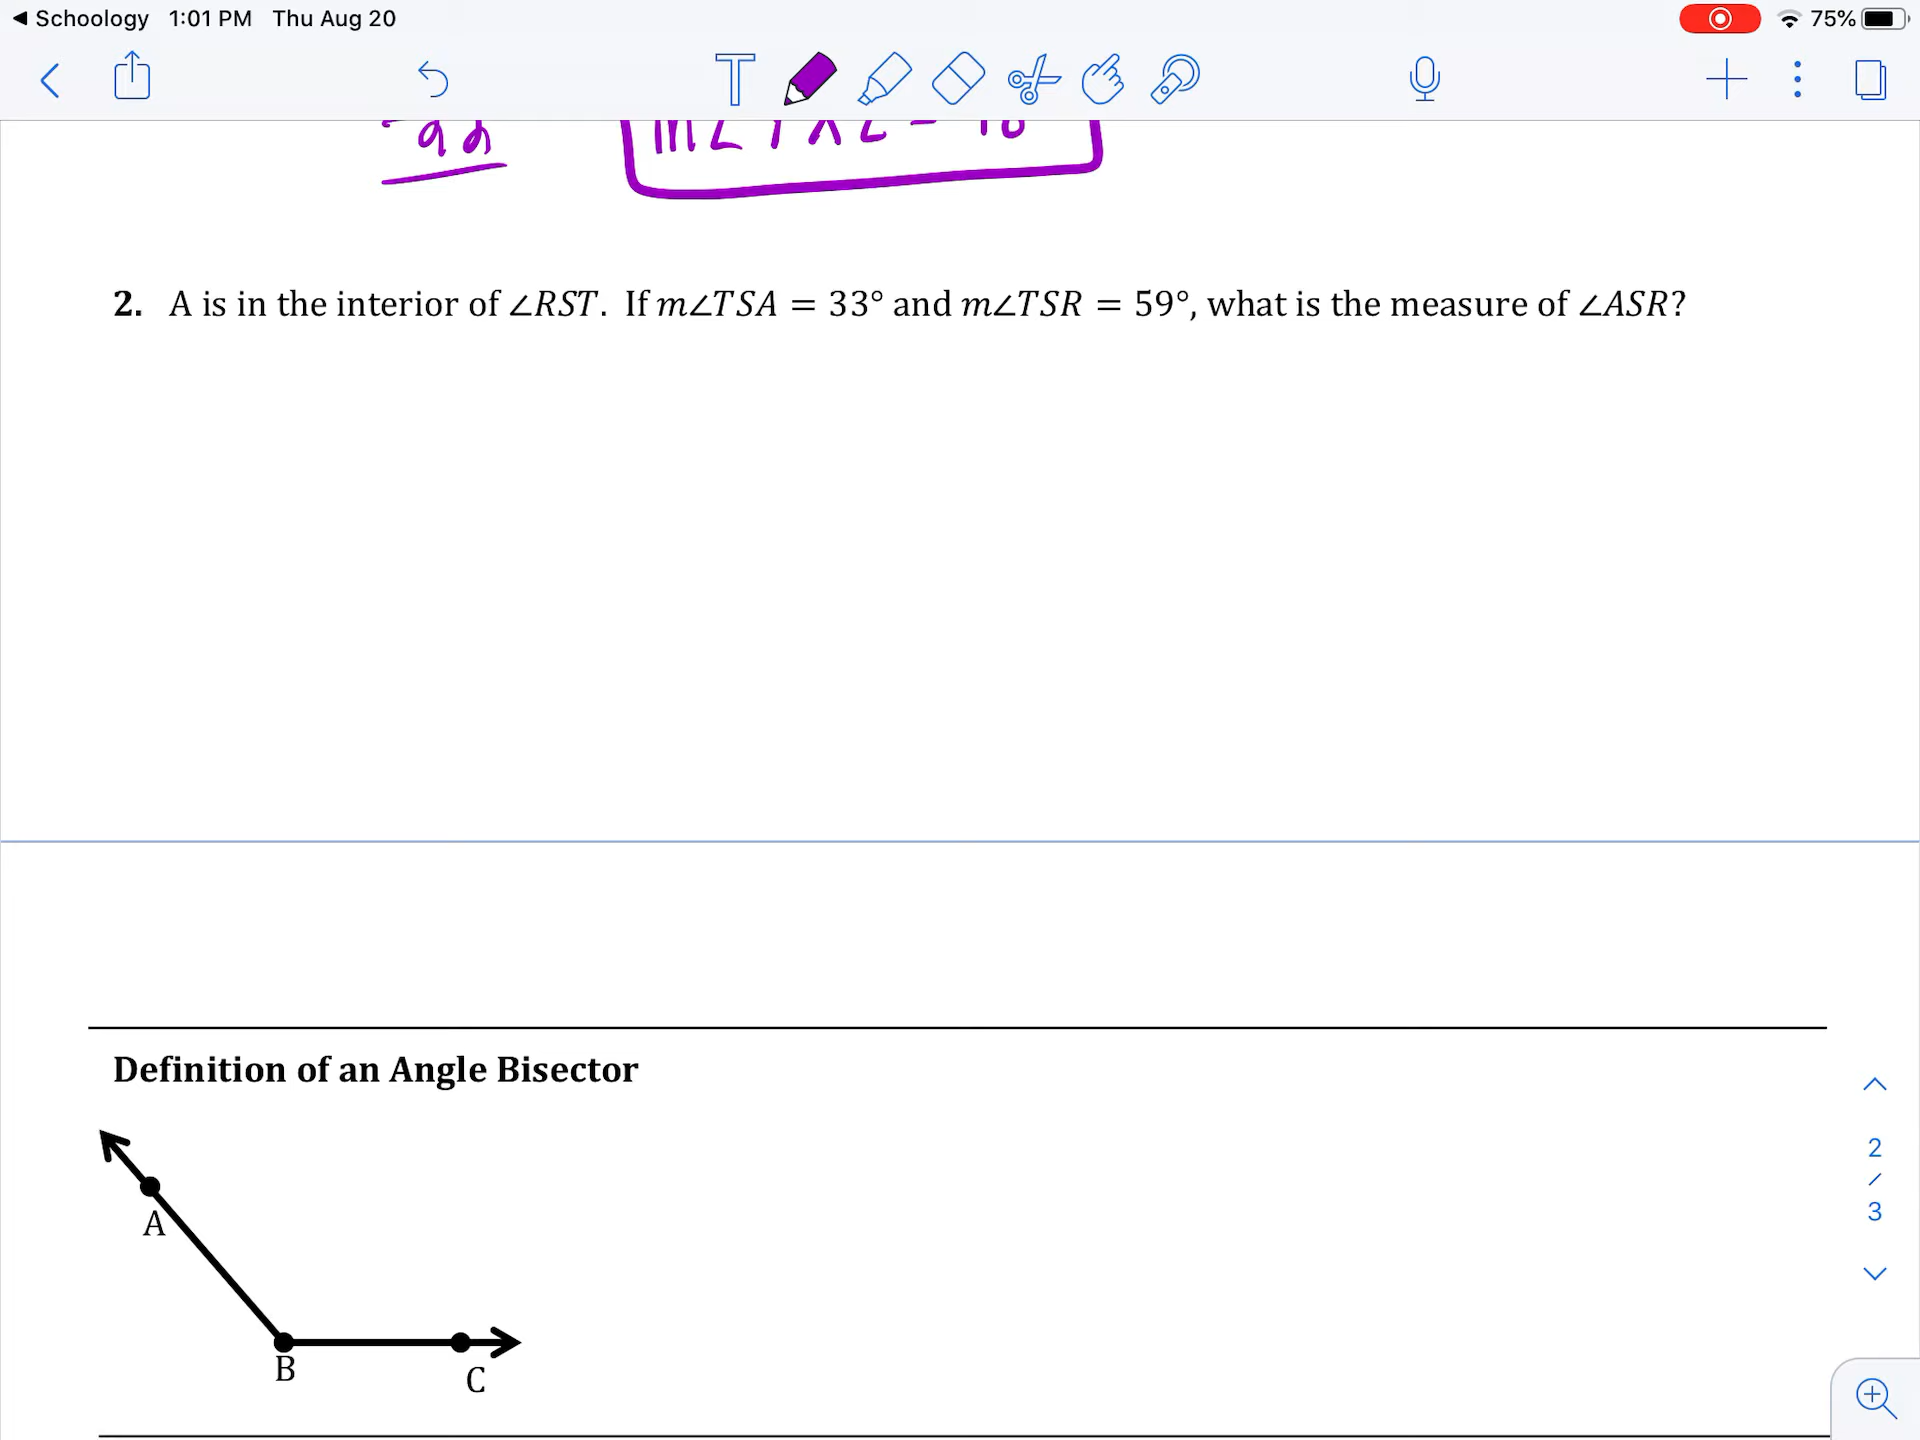 Schoology 1:01 PM Thu Aug 20 75%
2. A is in the interior of ∠RST. If m∠TSA = 33° and m∠TSR = 59°, what is the measure of ∠ASR?
Definition of an Angle Bisector
A
B
C
2
/
3